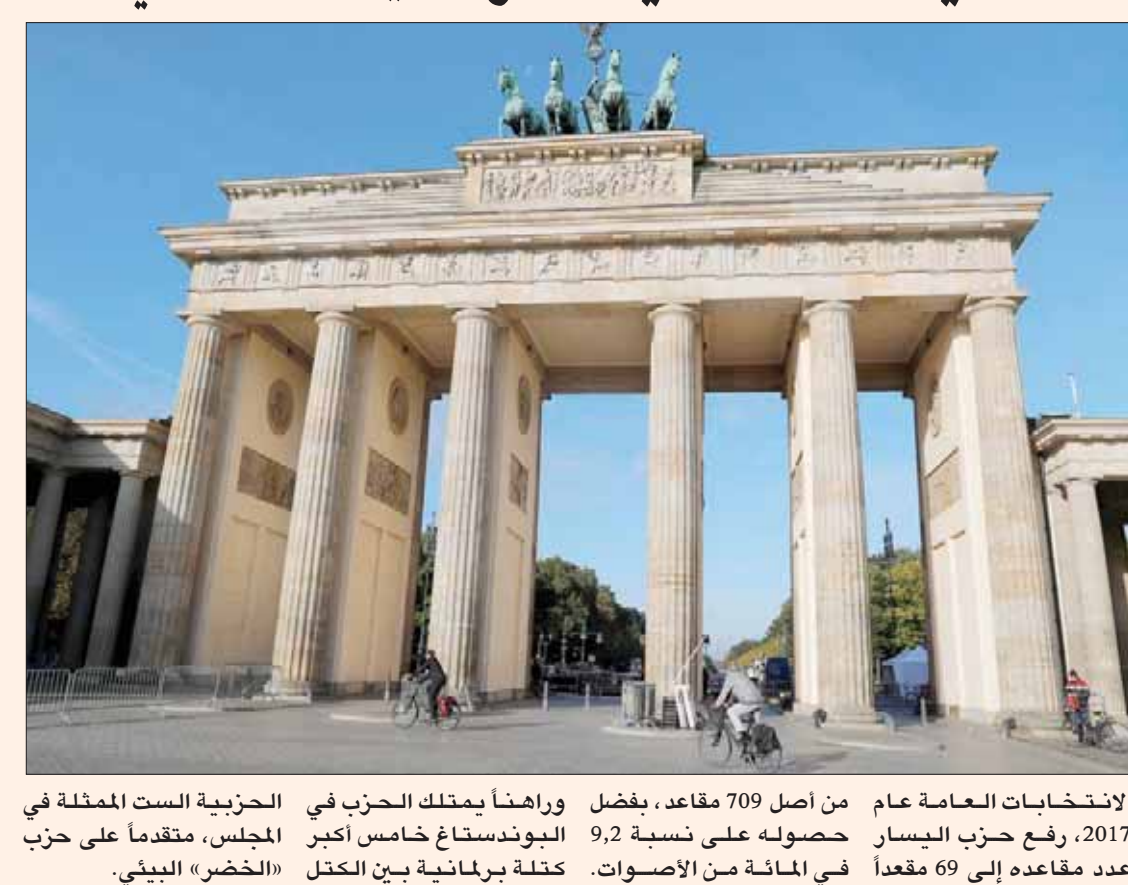 لانتخابات العامة عام
2017، رفع حزب اليسار
عدد مقاعده إلى 69 مقعداً
من أصل 709 مقاعد، بفضل
حصوله على نسبة 9,2
في المائة من الأصوات.
وراهناً يمتلك الحزب في
البوندستاغ خامس أكبر
كتلة برلمانية بين الكتل
الحزبية الست الممثلة في
المجلس، متقدماً على حزب
«الخضر» البيئي.